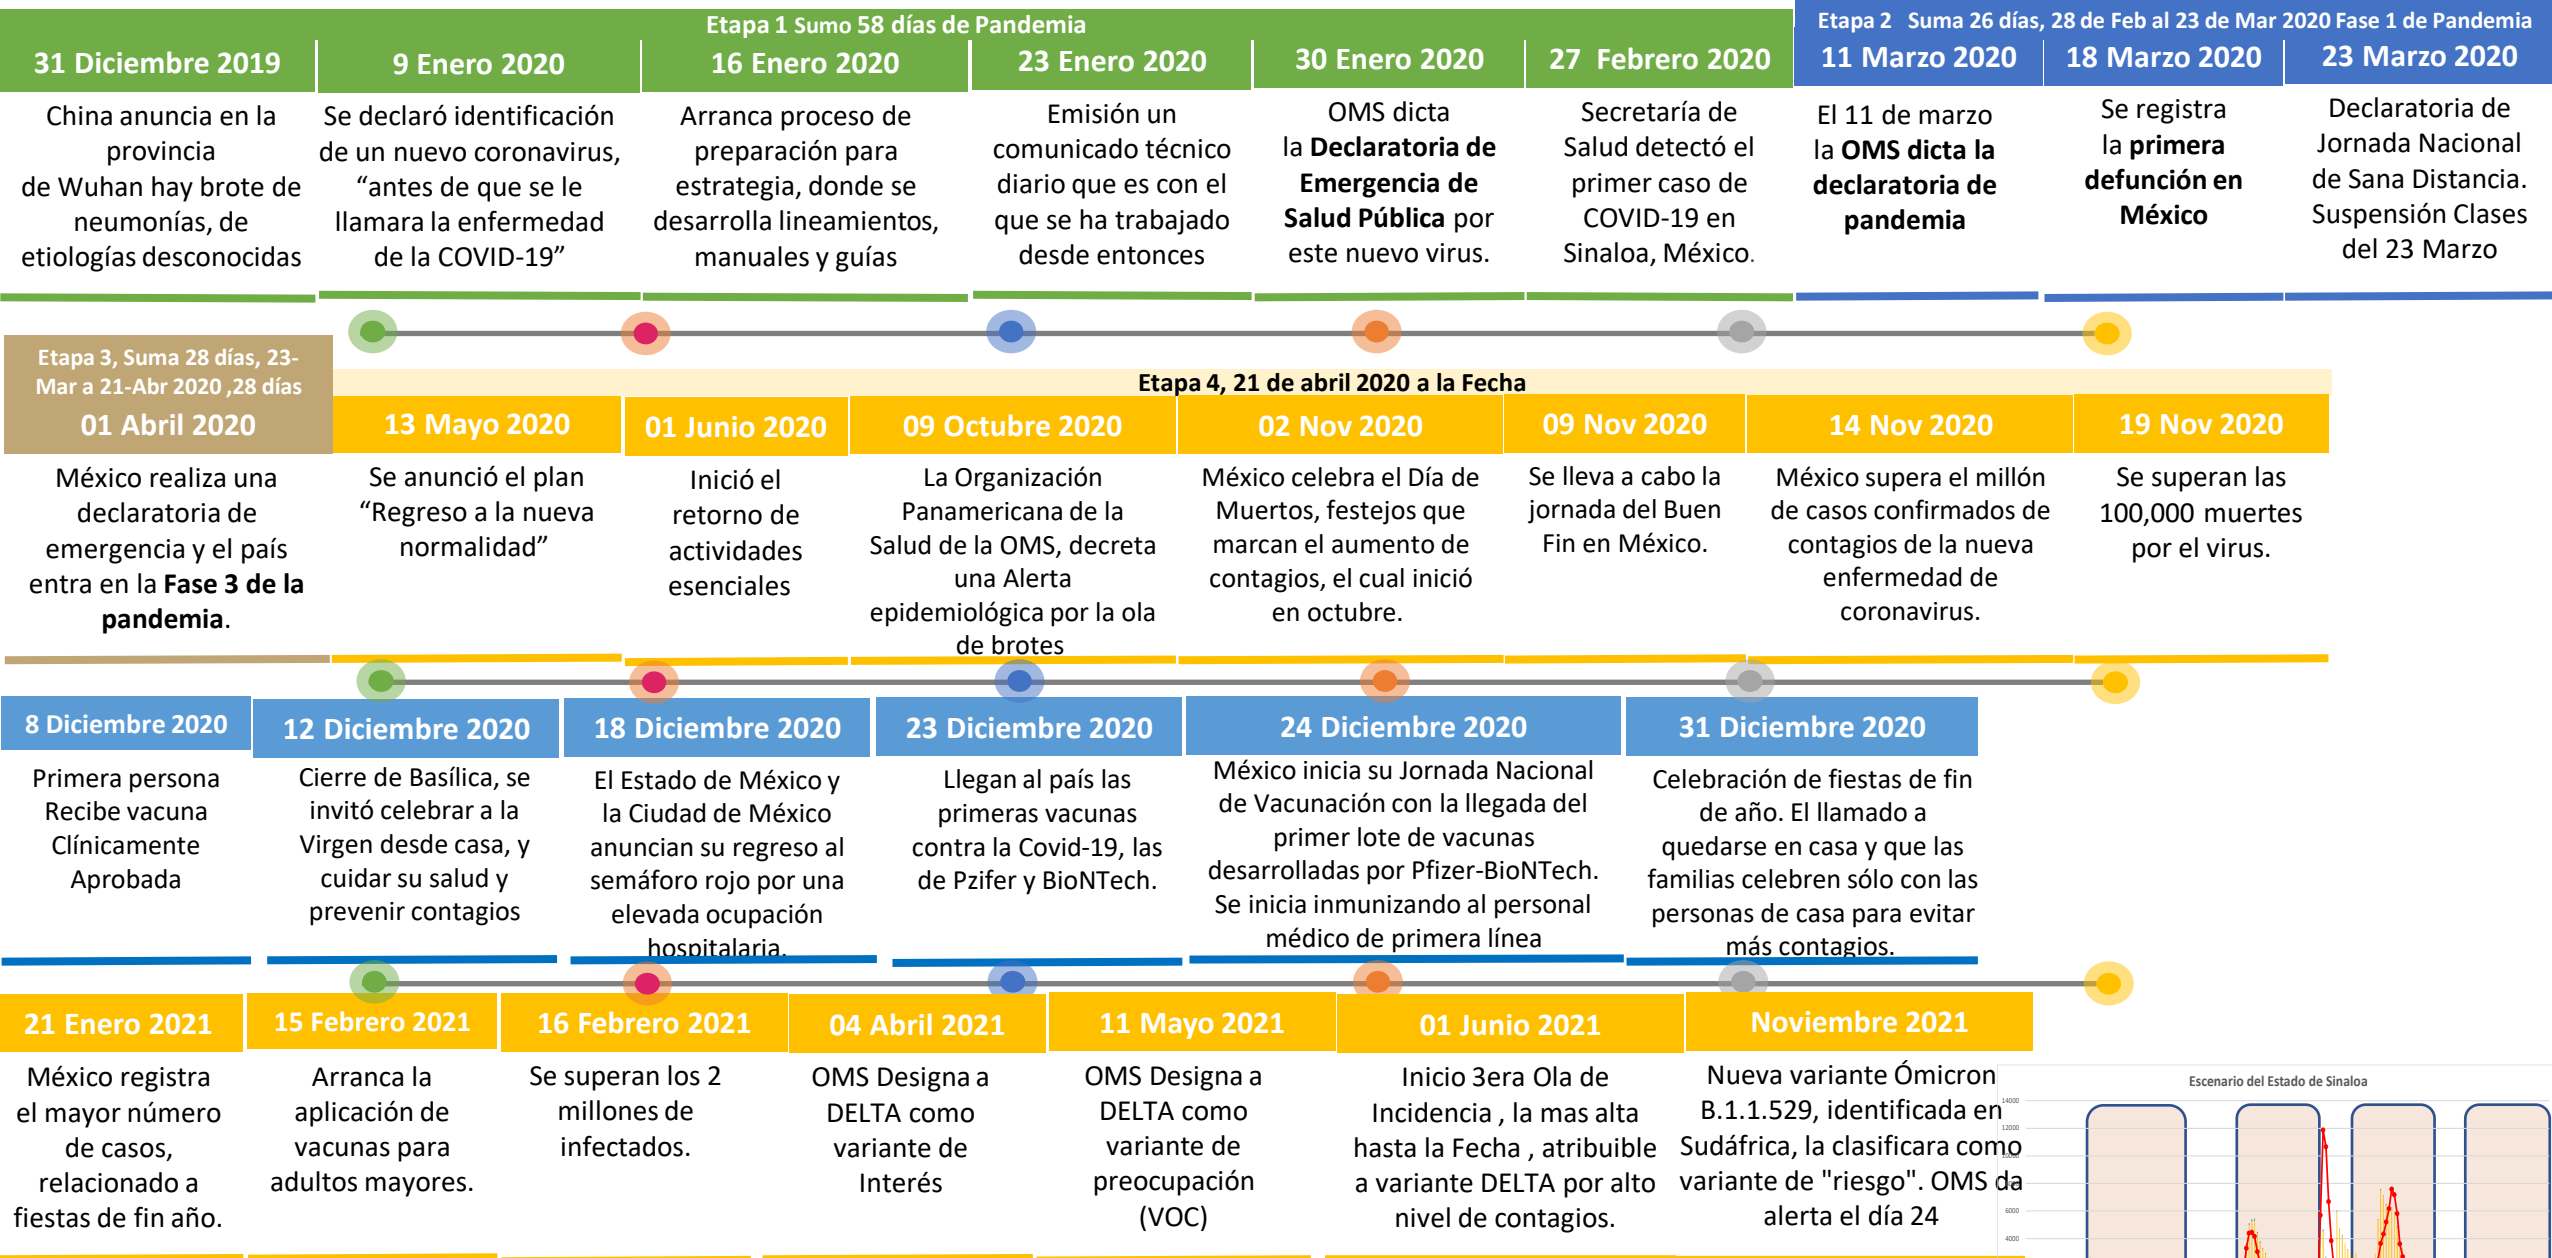 Etapa 1 Sumo 58 días de Pandemia
Etapa 2 Suma 26 días, 28 de Feb al 23 de Mar 2020 Fase 1 de Pandemia
31 Diciembre 2019
China anuncia en la
provincia
de Wuhan hay brote de
neumonías, de
etiologías desconocidas
9 Enero 2020
Se declaró identificación
de un nuevo coronavirus,
“antes de que se le
llamara la enfermedad
de la COVID-19”
16 Enero 2020
Arranca proceso de
preparación para
estrategia, donde se
desarrolla lineamientos,
manuales y guías
23 Enero 2020
Emisión un
comunicado técnico
diario que es con el
que se ha trabajado
desde entonces
30 Enero 2020
OMS dicta
la Declaratoria de
Emergencia de
Salud Pública por
este nuevo virus.
27 Febrero 2020
Secretaría de
Salud detectó el
primer caso de
COVID-19 en
Sinaloa, México.
11 Marzo 2020
El 11 de marzo
la OMS dicta la
declaratoria de
pandemia
18 Marzo 2020
Se registra
la primera
defunción en
México
23 Marzo 2020
Declaratoria de
Jornada Nacional
de Sana Distancia.
Suspensión Clases
del 23 Marzo
Etapa 3, Suma 28 días, 23-
Mar a 21-Abr 2020 ,28 días
01 Abril 2020
México realiza una
declaratoria de
emergencia y el país
entra en la Fase 3 de la
pandemia.
Etapa 4, 21 de abril 2020 a la Fecha
13 Mayo 2020
Se anunció el plan
“Regreso a la nueva
normalidad”
01 Junio 2020
Inició el
retorno de
actividades
esenciales
09 Octubre 2020
La Organización
Panamericana de la
Salud de la OMS, decreta
una Alerta
epidemiológica por la ola
de brotes
02 Nov 2020
México celebra el Día de
Muertos, festejos que
marcan el aumento de
contagios, el cual inició
en octubre.
09 Nov 2020
Se lleva a cabo la
jornada del Buen
Fin en México.
14 Nov 2020
México supera el millón
de casos confirmados de
contagios de la nueva
enfermedad de
coronavirus.
19 Nov 2020
Se superan las
100,000 muertes
por el virus.
8 Diciembre 2020
Primera persona
Recibe vacuna
Clínicamente
Aprobada
12 Diciembre 2020
Cierre de Basílica, se
invitó celebrar a la
Virgen desde casa, y
cuidar su salud y
prevenir contagios
18 Diciembre 2020
El Estado de México y
la Ciudad de México
anuncian su regreso al
semáforo rojo por una
elevada ocupación
hospitalaria.
23 Diciembre 2020
Llegan al país las
primeras vacunas
contra la Covid-19, las
de Pzifer y BioNTech.
24 Diciembre 2020
México inicia su Jornada Nacional
de Vacunación con la llegada del
primer lote de vacunas
desarrolladas por Pfizer-BioNTech.
Se inicia inmunizando al personal
médico de primera línea
31 Diciembre 2020
Celebración de fiestas de fin
de año. El llamado a
quedarse en casa y que las
familias celebren sólo con las
personas de casa para evitar
más contagios.
21 Enero 2021
México registra
el mayor número
de casos,
relacionado a
fiestas de fin año.
15 Febrero 2021
Arranca la
aplicación de
vacunas para
adultos mayores.
16 Febrero 2021
Se superan los 2
millones de
infectados.
04 Abril 2021
OMS Designa a
DELTA como
variante de
Interés
11 Mayo 2021
OMS Designa a
DELTA como
variante de
preocupación
(VOC)
01 Junio 2021
Inicio 3era Ola de
Incidencia , la mas alta
hasta la Fecha , atribuible
a variante DELTA por alto
nivel de contagios.
Noviembre 2021
Nueva variante Ómicron
B.1.1.529, identificada en
Sudáfrica, la clasificara como
variante de "riesgo". OMS da
alerta el día 24
Escenario del Estado de Sinaloa
14000
12000
10000
6000
4000